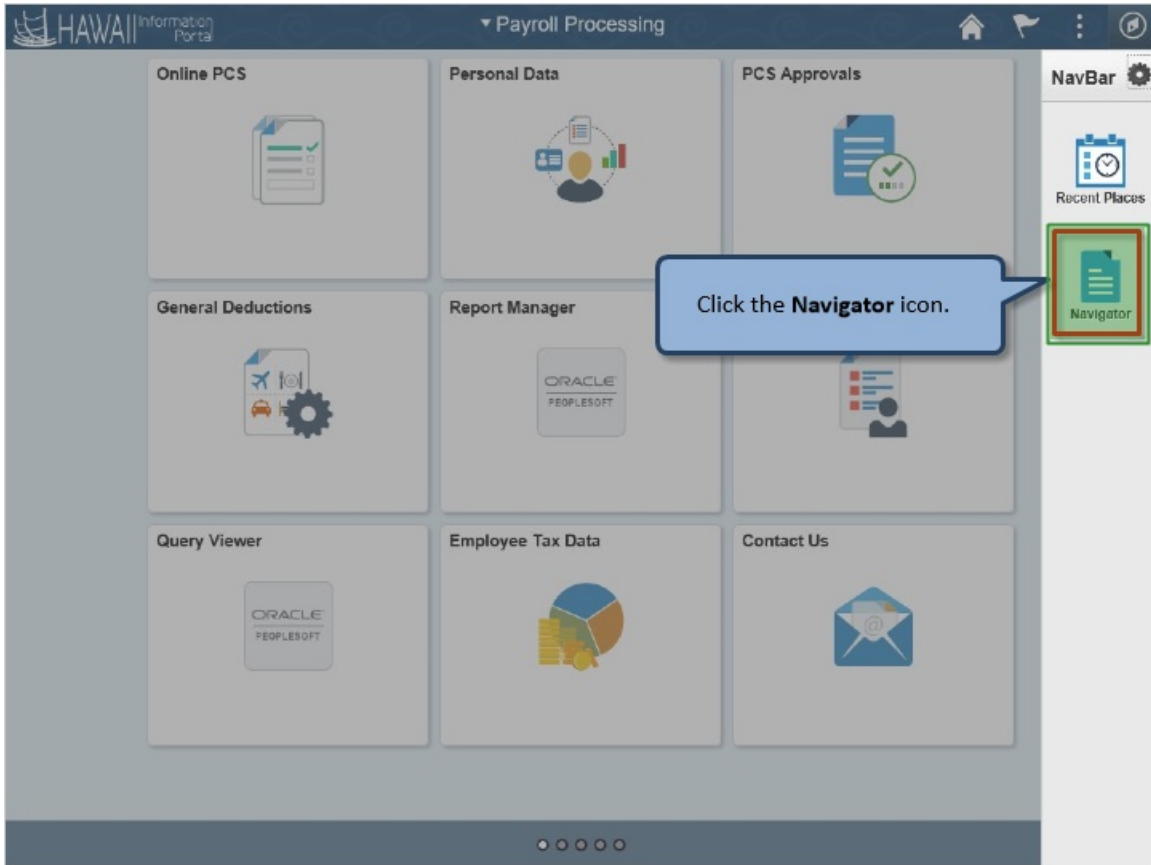 HAWAII Information
Portal
Payroll Processing
NavBar
Online PCS
Personal Data
PCS Approvals
Recent Places
General Deductions
Report Manager
Click the Navigator icon.
Navigator
ORACLE
PEOPLESOFT
Query Viewer
Employee Tax Data
Contact Us
ORACLE
PEOPLESOFT
@